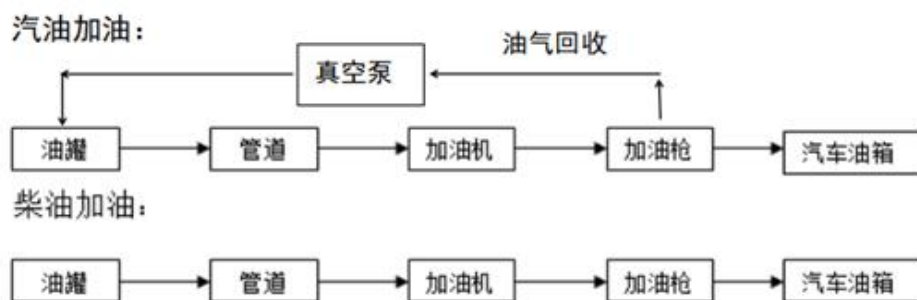 汽油加油：
油气回收
真空泵
油罐 管道 加油机 加油枪 汽车油箱
柴油加油：
油罐 管道 加油机 加油枪 汽车油箱